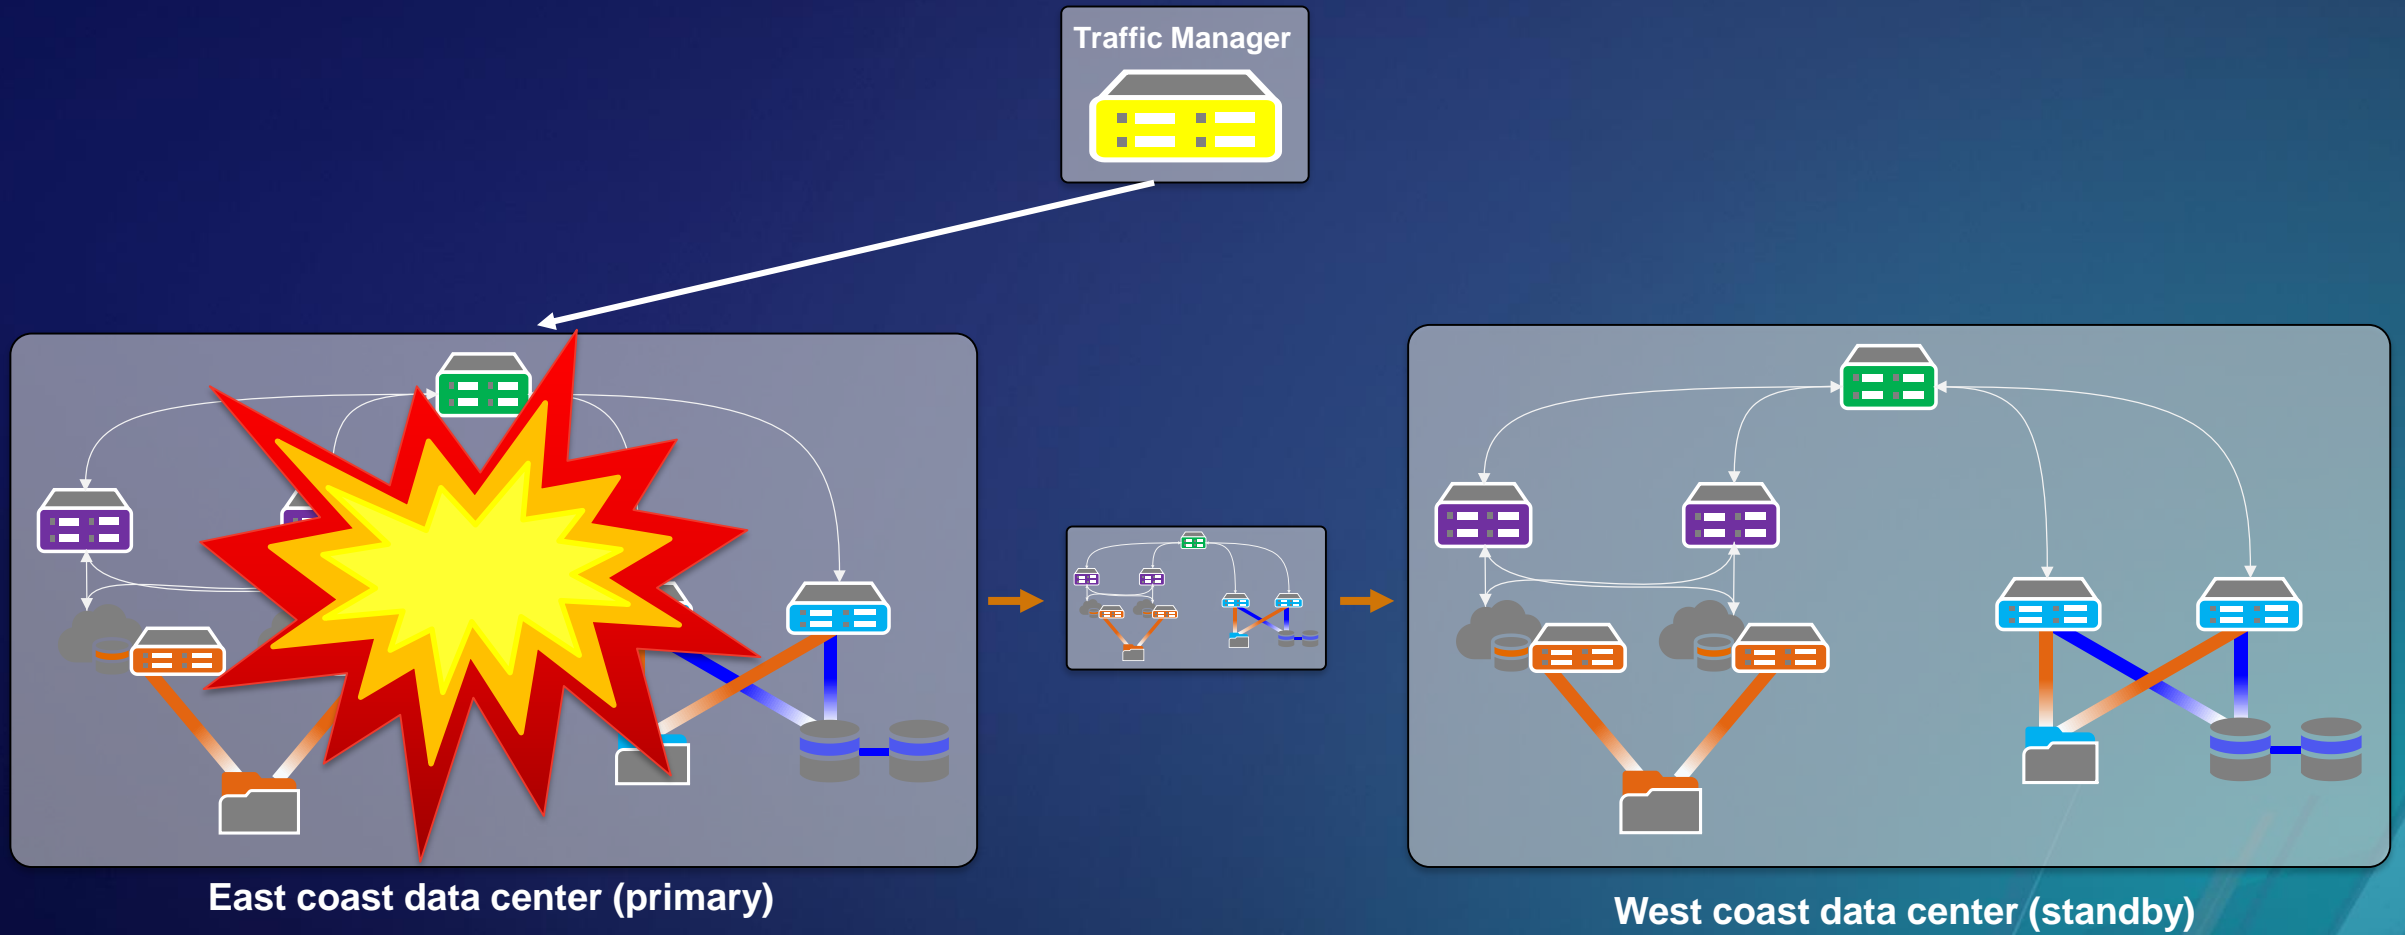 Traffic Manager
East coast data center (primary)
West coast data center (standby)